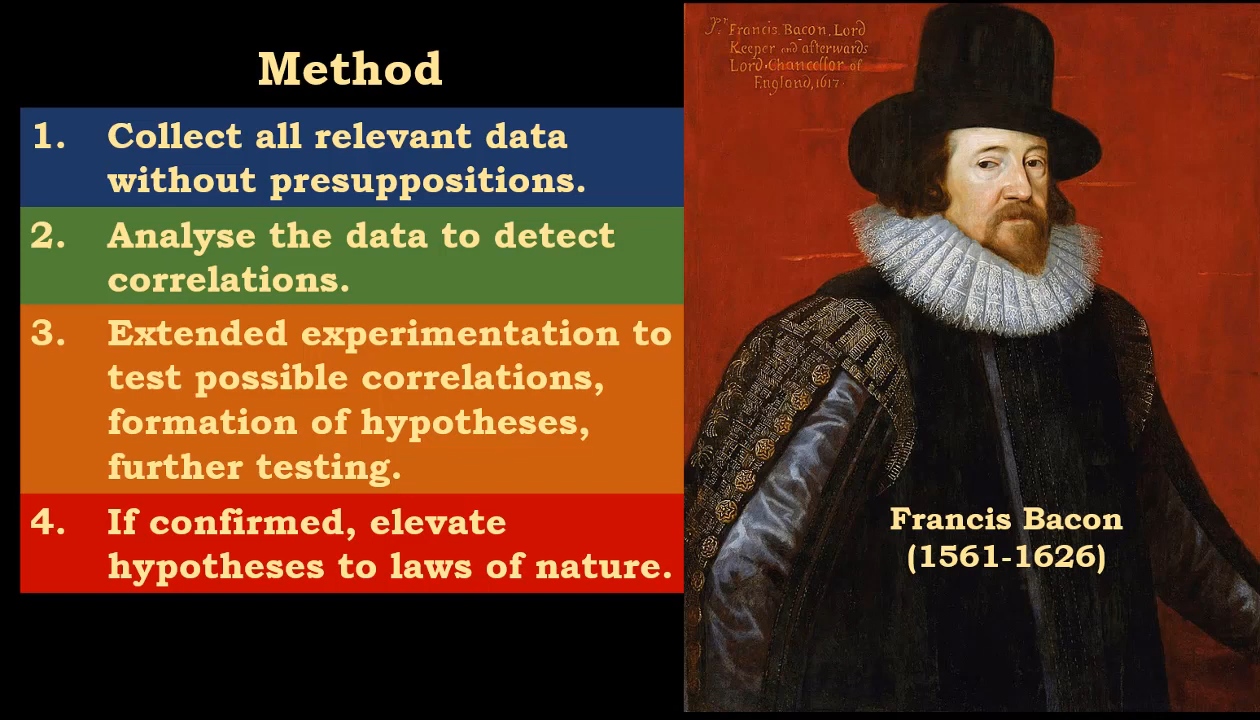 Method
1. Collect all relevant data
without presuppositions.
2. Analyse the data to detect
correlations.
3. Extended experimentation to
test possible correlations,
formation of hypotheses,
further testing.
4. If confirmed, elevate
hypotheses to laws of nature.
Francis Bacon, Lord
Keeper and afterwards
Lord Chancellor of
England, 1617.
Francis Bacon
(1561-1626)